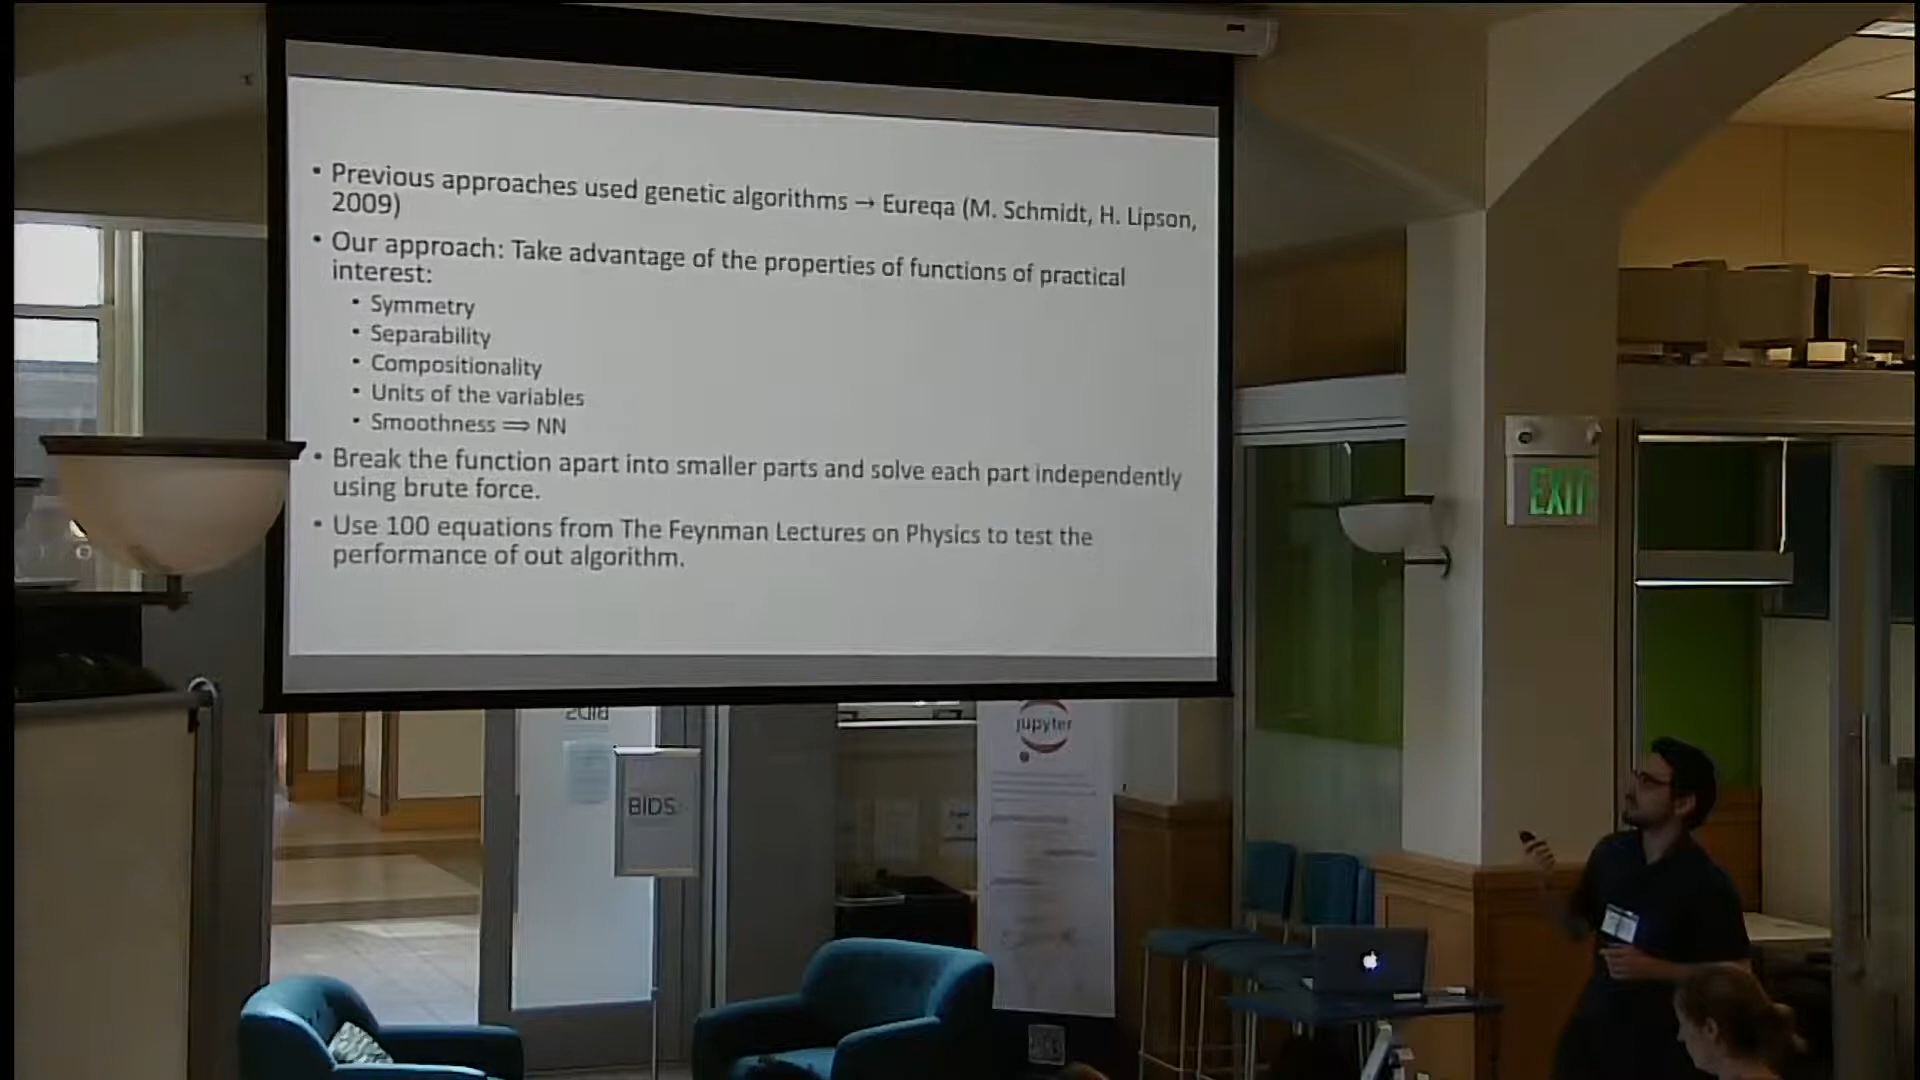 • Previous approaches used genetic algorithms → Eureqa (M. Schmidt, H. Lipson,
2009)
• Our approach: Take advantage of the properties of functions of practical
interest:
• Symmetry
• Separability
• Compositionality
• Units of the variables
• Smoothness ⟹ NN
• Break the function apart into smaller parts and solve each part independently
using brute force.
• Use 100 equations from The Feynman Lectures on Physics to test the
performance of out algorithm.
EXIT
jupyter
BIDS